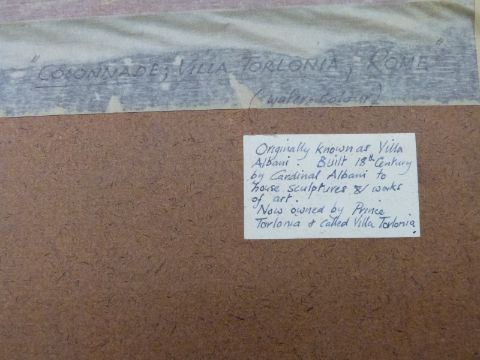 "COLONNADE, VILLA TORLONIA, ROME"
(water-colour)
Originally known as Villa
Albani. Built 18th Century
by Cardinal Albani to
house sculptures & works
of art.
Now owned by Prince
Torlonia & called Villa Torlonia.